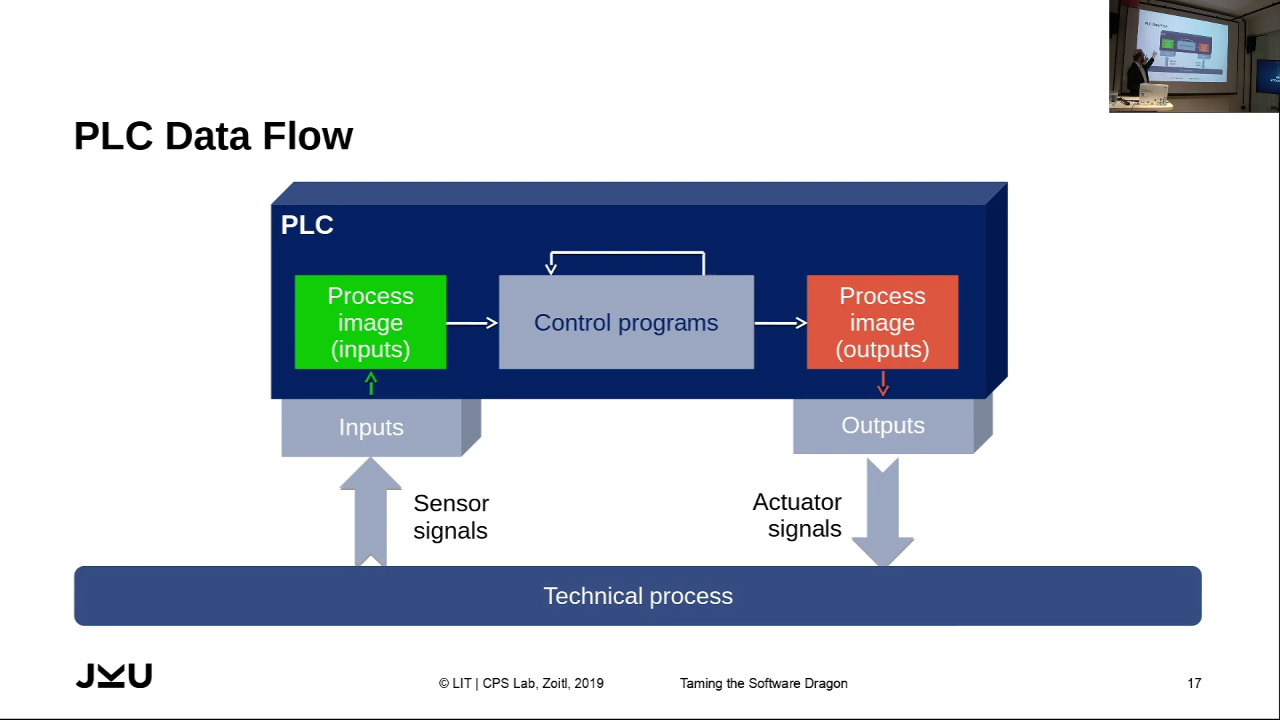 PLC Data Flow
PLC
Process
image
(inputs)
Control programs
Process
image
(outputs)
Inputs
Outputs
Sensor
signals
Actuator
signals
Technical process
JKU
© LIT | CPS Lab, Zoitl, 2019
Taming the Software Dragon
17